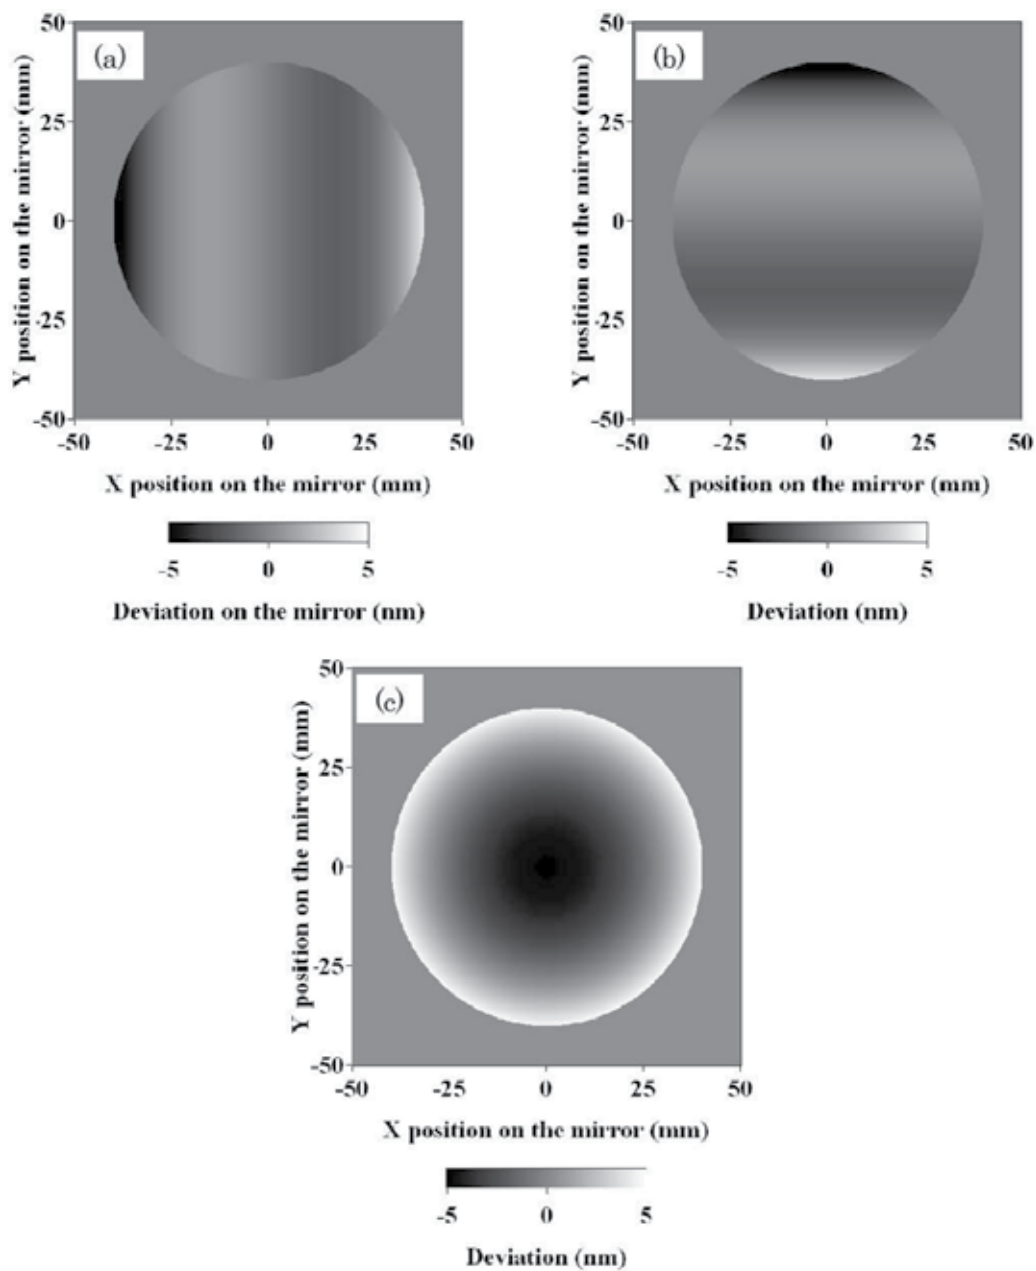 (a)
50
25
0
-25
-50
Y position on the mirror (mm)
-50 -25 0 25 50
X position on the mirror (mm)
-5 0 5
Deviation on the mirror (nm)
(b)
50
25
0
-25
-50
Y position on the mirror (mm)
-50 -25 0 25 50
X position on the mirror (mm)
-5 0 5
Deviation (nm)
(c)
50
25
0
-25
-50
Y position on the mirror (mm)
-50 -25 0 25 50
X position on the mirror (mm)
-5 0 5
Deviation (nm)